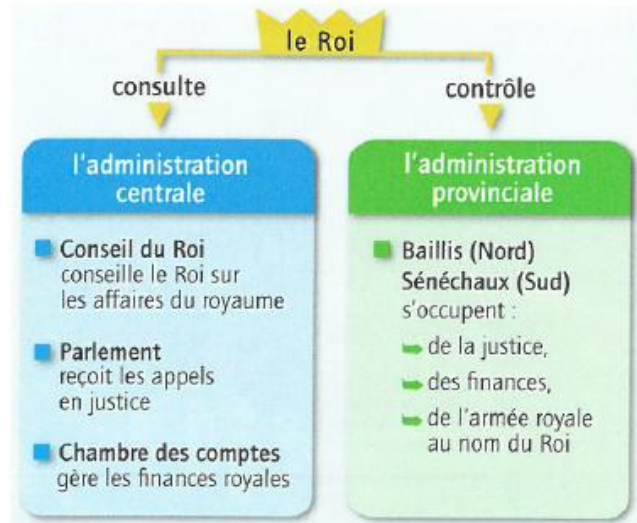 le Roi
consulte
contrôle
l'administration
centrale
Conseil du Roi
conseille le Roi sur
les affaires du royaume
Parlement
reçoit les appels
en justice
Chambre des comptes
gère les finances royales
l'administration
provinciale
Baillis (Nord)
Sénéchaux (Sud)
s'occupent :
de la justice,
des finances,
de l'armée royale
au nom du Roi